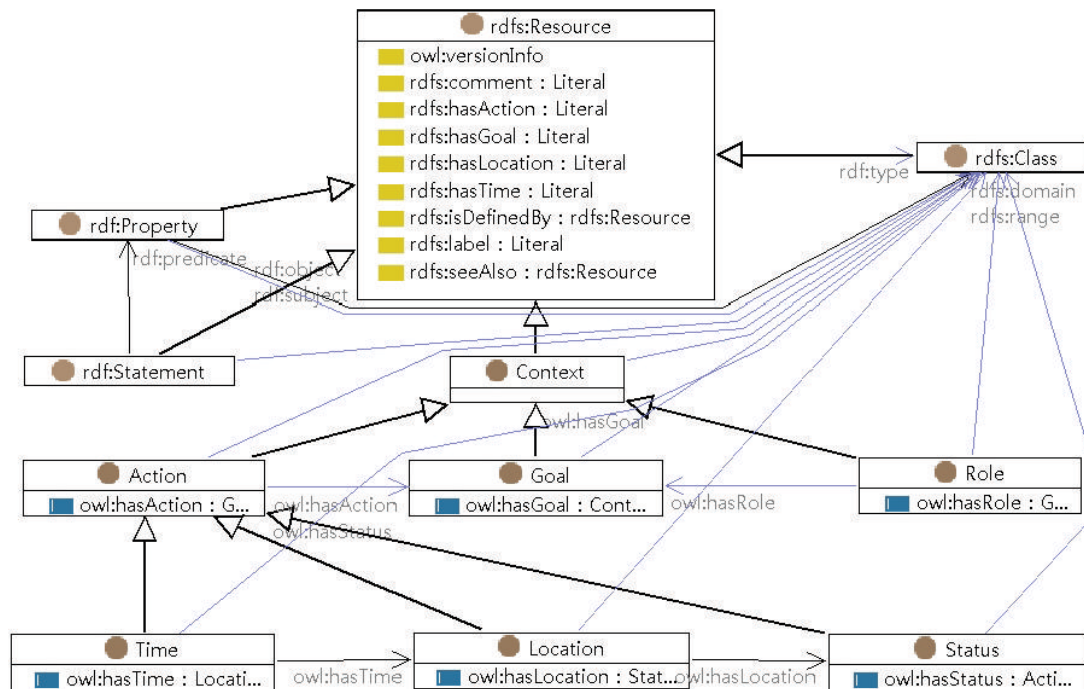 rdfs:Resource
owl:versionInfo
rdfs:comment : Literal
rdfs:hasAction : Literal
rdfs:hasGoal : Literal
rdfs:hasLocation : Literal
rdfs:hasTime : Literal
rdfs:isDefinedBy : rdfs:Resource
rdfs:label : Literal
rdfs:seeAlso : rdfs:Resource
rdf:type
rdfs:Class
rdfs:domain
rdfs:range
rdf:Property
rdf:predicate
rdf:object
rdf:subject
rdf:Statement
Context
owl:hasGoal
Action
owl:hasAction : G...
owl:hasAction
owl:hasStatus
Goal
owl:hasGoal : Cont...
owl:hasRole
Role
owl:hasRole : G...
Time
owl:hasTime : Locati...
owl:hasTime
Location
owl:hasLocation : Stat...
owl:hasLocation
Status
owl:hasStatus : Acti...